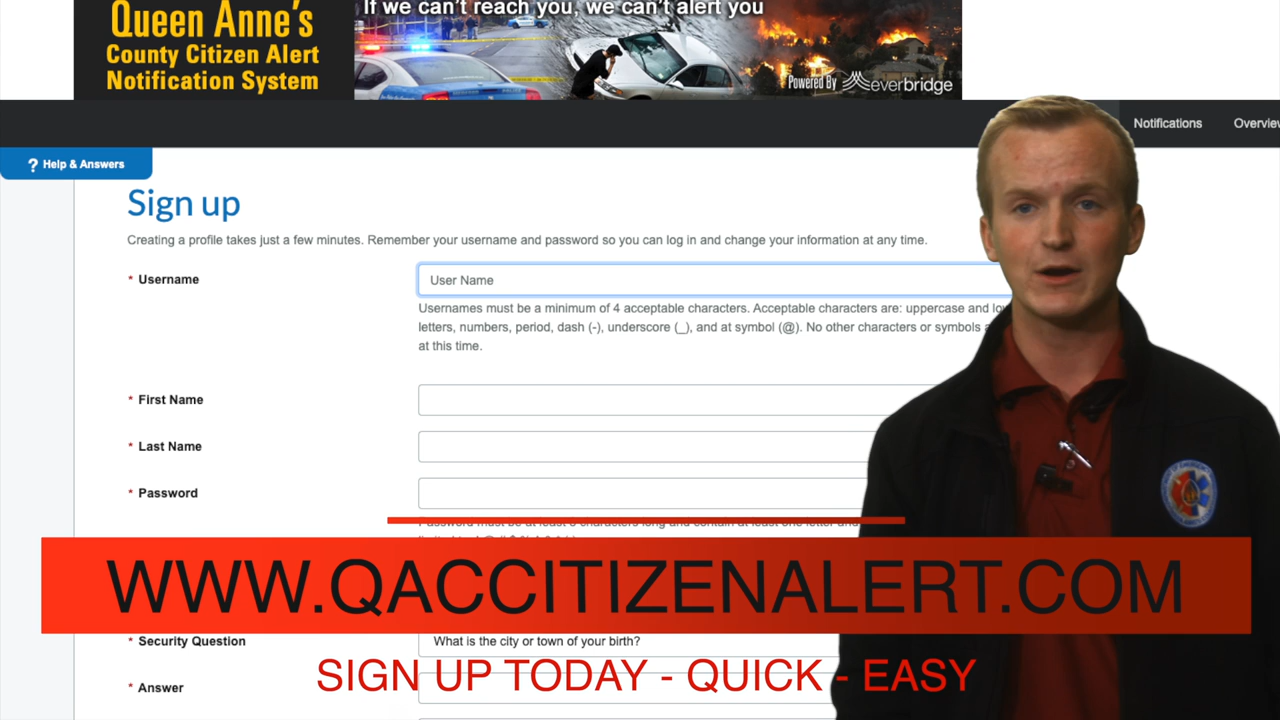 Queen Anne's
County Citizen Alert
Notification System
If we can't reach you, we can't alert you
Powered By everbridge
Notifications
? Help & Answers
Sign up
Creating a profile takes just a few minutes. Remember your username and password so you can log in and change your information at any time.
* Username
User Name
Usernames must be a minimum of 4 acceptable characters. Acceptable characters are: uppercase and
letters, numbers, period, dash (-), underscore (_), and at symbol (@). No other characters or symbols
at this time.
* First Name
* Last Name
* Password
WWW.QACCITIZENALERT.COM
* Security Question
What is the city or town of your birth?
SIGN UP TODAY - QUICK - EASY
* Answer